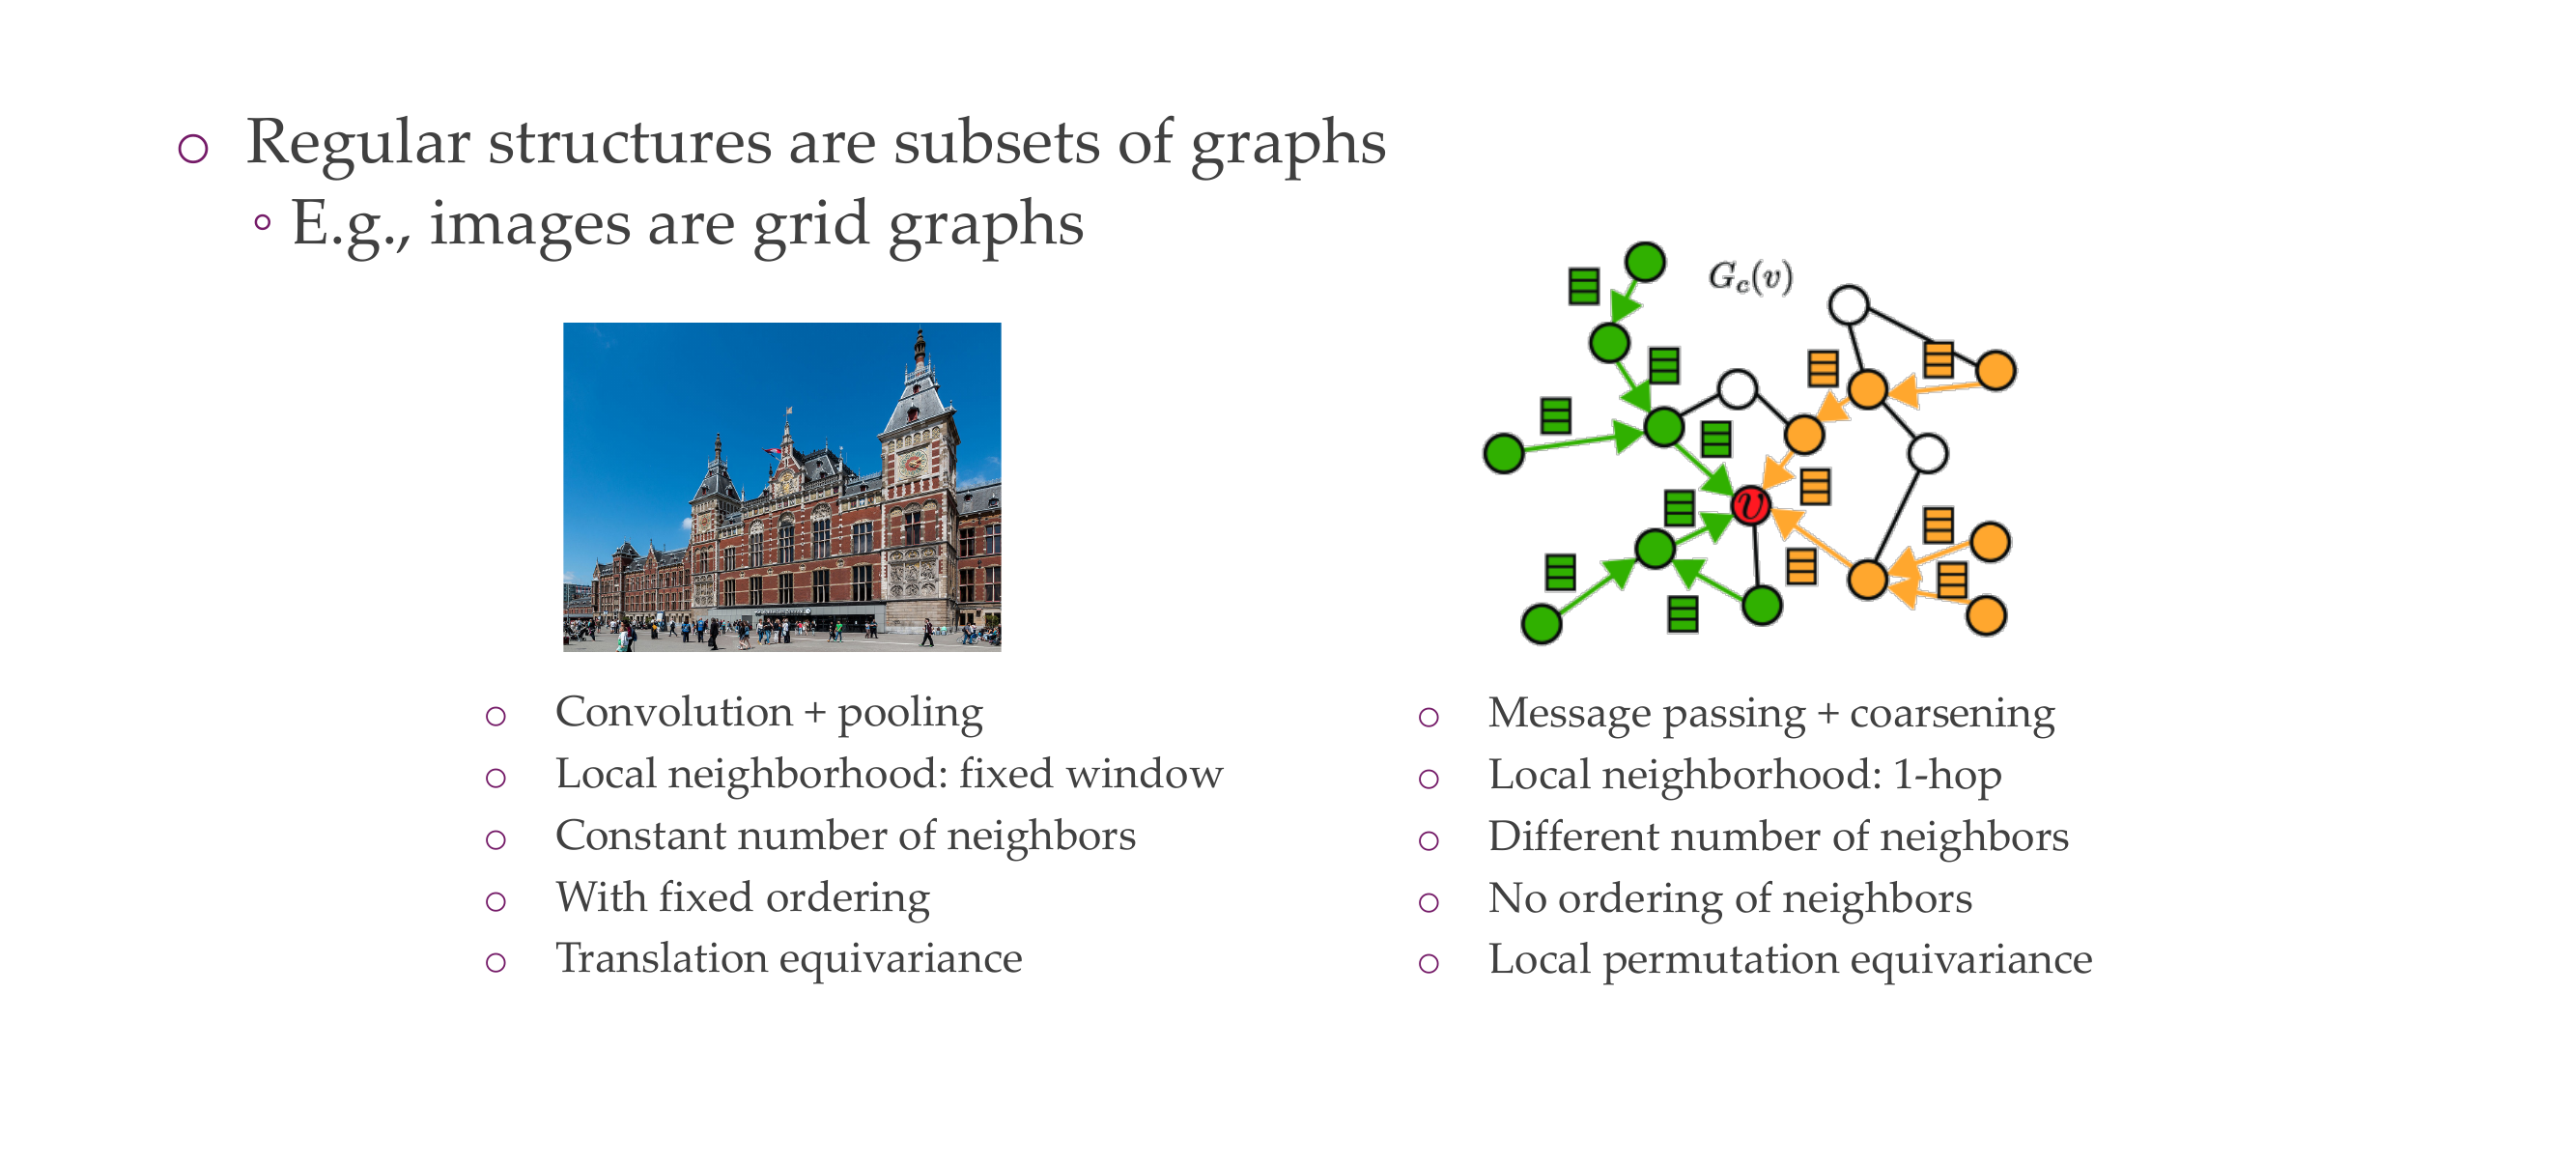 Regular structures are subsets of graphs
E.g., images are grid graphs
G_c(v)
v
Convolution + pooling
Local neighborhood: fixed window
Constant number of neighbors
With fixed ordering
Translation equivariance
Message passing + coarsening
Local neighborhood: 1-hop
Different number of neighbors
No ordering of neighbors
Local permutation equivariance